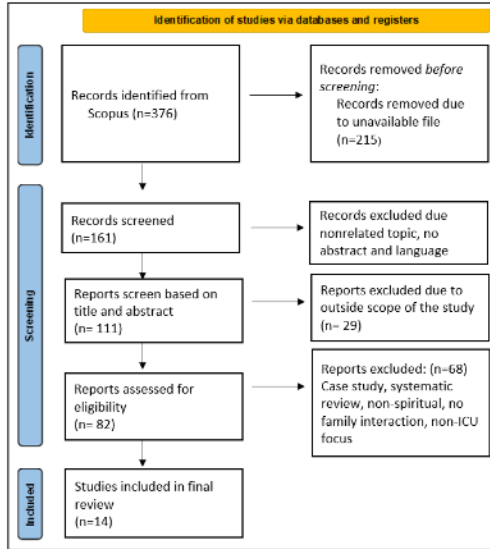 Identification of studies via databases and registers
Identification
Records identified from
Scopus (n=376)
Records removed before
screening:
Records removed due
to unavailable file
(n=215)
Screening
Records screened
(n=161)
Records excluded due
nonrelated topic, no
abstract and language
Reports screen based on
title and abstract
(n= 111)
Reports excluded due to
outside scope of the study
(n= 29)
Reports assessed for
eligibility
(n= 82)
Reports excluded: (n=68)
Case study, systematic
review, non-spiritual, no
family interaction, non-ICU
focus
Included
Studies included in final
review
(n=14)